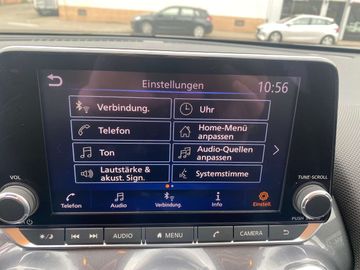 Einstellungen
10:56
Verbindung.
Uhr
Telefon
Home-Menü
anpassen
Ton
Audio-Quellen
anpassen
Lautstärke &
akust. Sign.
Systemstimme
Telefon
Audio
Verbindung.
Info
Einstell.
VOL
TUNE·SCROLL
PUSH
AUDIO
MENU
CAMERA